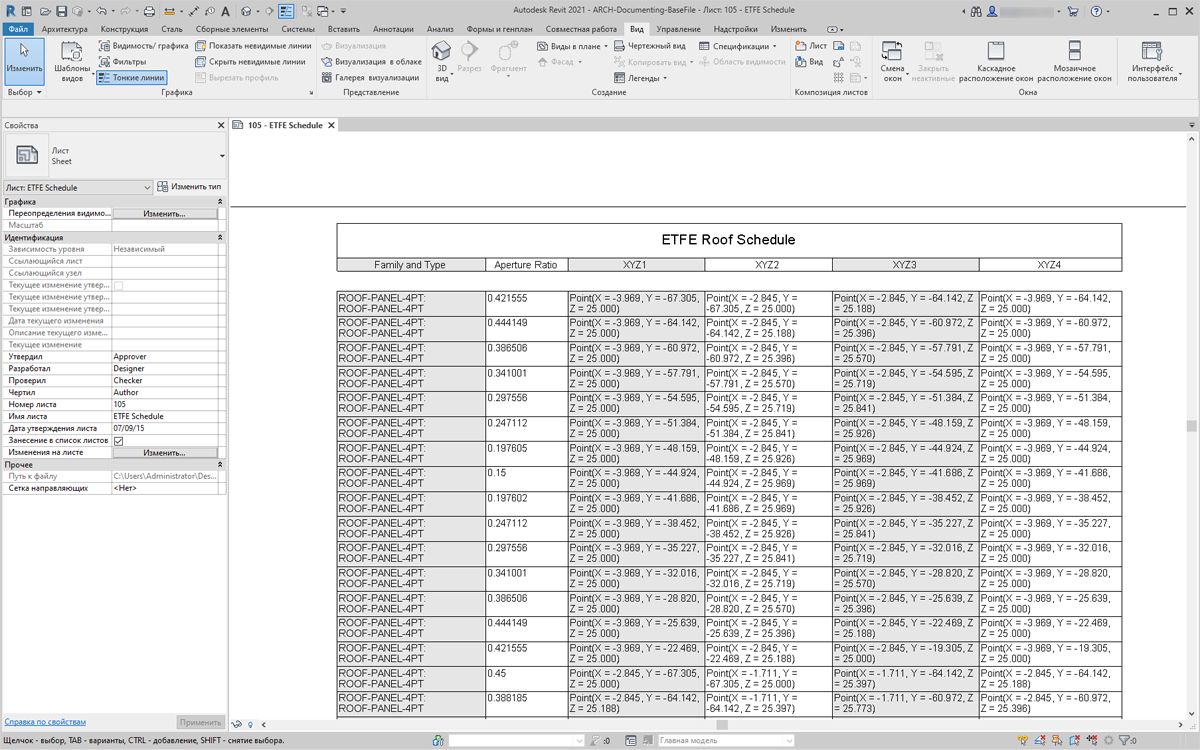 Autodesk Revit 2021 - ARCH-Documenting-BaseFile - Лист: 105 - ETFE Schedule
Файл Архитектура Конструкция Сталь Сборные элементы Системы Вставить Аннотации Анализ Формы и генплан Совместная работа Вид Управление Надстройки Изменить
Изменить
Выбор
Шаблоны видов
Видимость/ графика
Фильтры
Тонкие линии
Показать невидимые линии
Скрыть невидимые линии
Вырезать профиль
Графика
Визуализация
Визуализация в облаке
Галерея визуализации
Представление
3D вид
Разрез
Фрагмент
Виды в плане
Фасад
Чертежный вид
Копировать вид
Легенды
Спецификации
Область видимости
Создание
Лист
Вид
Композиция листов
Смена окон
Закрыть неактивные
Каскадное расположение окон
Мозаичное расположение окон
Окна
Интерфейс пользователя
Свойства
Лист
Sheet
Лист: ETFE Schedule
Изменить тип
Графика
Переопределения видимо... Изменить...
Масштаб
Идентификация
Зависимость уровня Независимый
Ссылающийся лист
Ссылающийся узел
Текущее изменение утвер...
Текущее изменение утвер...
Текущее изменение утвер...
Дата текущего изменения
Описание текущего изме...
Текущее изменение
Утвердил Approver
Разработал Designer
Проверил Checker
Чертил Author
Номер листа 105
Имя листа ETFE Schedule
Дата утверждения листа 07/09/15
Занесение в список листов
Изменения на листе Изменить...
Прочее
Путь к файлу C:\Users\Administrator\Des...
Сетка направляющих <Нет>
Справка по свойствам
Применить
105 - ETFE Schedule
ETFE Roof Schedule
Family and Type Aperture Ratio XYZ1 XYZ2 XYZ3 XYZ4
ROOF-PANEL-4PT: 0.421555 Point(X = -3.969, Y = -67.305, Point(X = -2.845, Y = Point(X = -2.845, Y = -64.142, Z Point(X = -3.969, Y = -64.142,
ROOF-PANEL-4PT Z = 25.000) -67.305, Z = 25.000) = 25.188) Z = 25.000)
ROOF-PANEL-4PT: 0.444149 Point(X = -3.969, Y = -64.142, Point(X = -2.845, Y = Point(X = -2.845, Y = -60.972, Z Point(X = -3.969, Y = -60.972,
ROOF-PANEL-4PT Z = 25.000) -64.142, Z = 25.188) = 25.396) Z = 25.000)
ROOF-PANEL-4PT: 0.386506 Point(X = -3.969, Y = -60.972, Point(X = -2.845, Y = Point(X = -2.845, Y = -57.791, Z Point(X = -3.969, Y = -57.791,
ROOF-PANEL-4PT Z = 25.000) -60.972, Z = 25.396) = 25.570) Z = 25.000)
ROOF-PANEL-4PT: 0.341001 Point(X = -3.969, Y = -57.791, Point(X = -2.845, Y = Point(X = -2.845, Y = -54.595, Z Point(X = -3.969, Y = -54.595,
ROOF-PANEL-4PT Z = 25.000) -57.791, Z = 25.570) = 25.719) Z = 25.000)
ROOF-PANEL-4PT: 0.297556 Point(X = -3.969, Y = -54.595, Point(X = -2.845, Y = Point(X = -2.845, Y = -51.384, Z Point(X = -3.969, Y = -51.384,
ROOF-PANEL-4PT Z = 25.000) -54.595, Z = 25.719) = 25.841) Z = 25.000)
ROOF-PANEL-4PT: 0.247112 Point(X = -3.969, Y = -51.384, Point(X = -2.845, Y = Point(X = -2.845, Y = -48.159, Z Point(X = -3.969, Y = -48.159,
ROOF-PANEL-4PT Z = 25.000) -51.384, Z = 25.841) = 25.926) Z = 25.000)
ROOF-PANEL-4PT: 0.197605 Point(X = -3.969, Y = -48.159, Point(X = -2.845, Y = Point(X = -2.845, Y = -44.924, Z Point(X = -3.969, Y = -44.924,
ROOF-PANEL-4PT Z = 25.000) -48.159, Z = 25.926) = 25.969) Z = 25.000)
ROOF-PANEL-4PT: 0.15 Point(X = -3.969, Y = -44.924, Point(X = -2.845, Y = Point(X = -2.845, Y = -41.686, Z Point(X = -3.969, Y = -41.686,
ROOF-PANEL-4PT Z = 25.000) -44.924, Z = 25.969) = 25.969) Z = 25.000)
ROOF-PANEL-4PT: 0.197602 Point(X = -3.969, Y = -41.686, Point(X = -2.845, Y = Point(X = -2.845, Y = -38.452, Z Point(X = -3.969, Y = -38.452,
ROOF-PANEL-4PT Z = 25.000) -41.686, Z = 25.969) = 25.926) Z = 25.000)
ROOF-PANEL-4PT: 0.247112 Point(X = -3.969, Y = -38.452, Point(X = -2.845, Y = Point(X = -2.845, Y = -35.227, Z Point(X = -3.969, Y = -35.227,
ROOF-PANEL-4PT Z = 25.000) -38.452, Z = 25.926) = 25.841) Z = 25.000)
ROOF-PANEL-4PT: 0.297556 Point(X = -3.969, Y = -35.227, Point(X = -2.845, Y = Point(X = -2.845, Y = -32.016, Z Point(X = -3.969, Y = -32.016,
ROOF-PANEL-4PT Z = 25.000) -35.227, Z = 25.841) = 25.719) Z = 25.000)
ROOF-PANEL-4PT: 0.341001 Point(X = -3.969, Y = -32.016, Point(X = -2.845, Y = Point(X = -2.845, Y = -28.820, Z Point(X = -3.969, Y = -28.820,
ROOF-PANEL-4PT Z = 25.000) -32.016, Z = 25.719) = 25.570) Z = 25.000)
ROOF-PANEL-4PT: 0.386506 Point(X = -3.969, Y = -28.820, Point(X = -2.845, Y = Point(X = -2.845, Y = -25.639, Z Point(X = -3.969, Y = -25.639,
ROOF-PANEL-4PT Z = 25.000) -28.820, Z = 25.570) = 25.396) Z = 25.000)
ROOF-PANEL-4PT: 0.444149 Point(X = -3.969, Y = -25.639, Point(X = -2.845, Y = Point(X = -2.845, Y = -22.469, Z Point(X = -3.969, Y = -22.469,
ROOF-PANEL-4PT Z = 25.000) -25.639, Z = 25.396) = 25.188) Z = 25.000)
ROOF-PANEL-4PT: 0.421555 Point(X = -3.969, Y = -22.469, Point(X = -2.845, Y = Point(X = -2.845, Y = -19.305, Z Point(X = -3.969, Y = -19.305,
ROOF-PANEL-4PT Z = 25.000) -22.469, Z = 25.188) = 25.000) Z = 25.000)
ROOF-PANEL-4PT: 0.45 Point(X = -2.845, Y = -67.305, Point(X = -1.711, Y = Point(X = -1.711, Y = -64.142, Z Point(X = -2.845, Y = -64.142,
ROOF-PANEL-4PT Z = 25.000) -67.305, Z = 25.000) = 25.397) Z = 25.188)
ROOF-PANEL-4PT: 0.388185 Point(X = -2.845, Y = -64.142, Point(X = -1.711, Y = Point(X = -1.711, Y = -60.972, Z Point(X = -2.845, Y = -60.972,
ROOF-PANEL-4PT Z = 25.188) -64.142, Z = 25.397) = 25.773) Z = 25.396)
Щелчок - выбор, TAB - варианты, CTRL - добавление, SHIFT - снятие выбора.
:0
Главная модель
:0